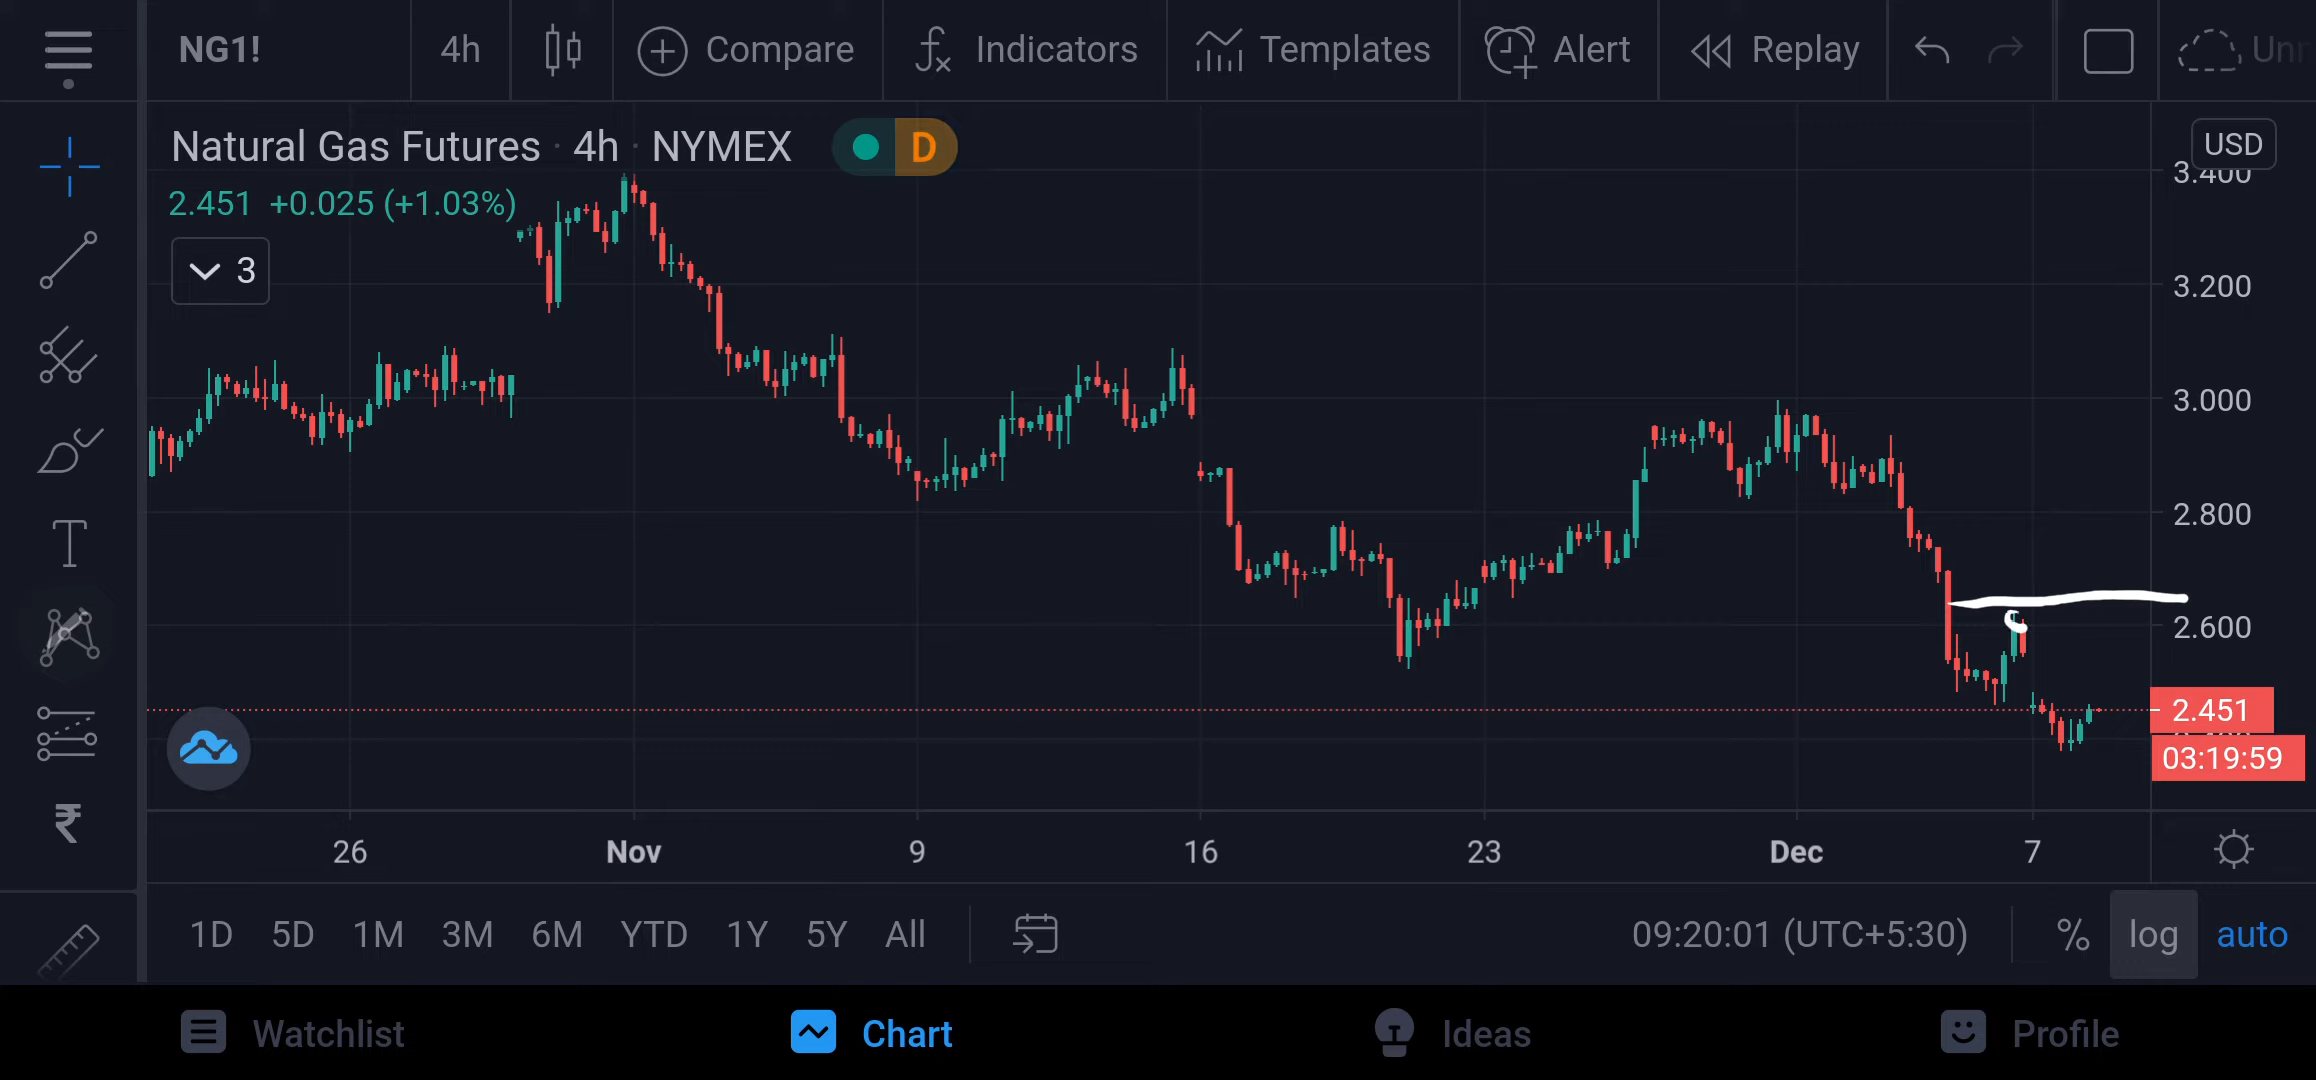 NG1! 4h Compare Indicators Templates Alert Replay
Natural Gas Futures · 4h · NYMEX D
USD
2.451 +0.025 (+1.03%)
3
3.400
3.200
3.000
2.800
2.600
2.451
03:19:59
26 Nov 9 16 23 Dec 7
1D 5D 1M 3M 6M YTD 1Y 5Y All 09:20:01 (UTC+5:30) % log auto
Watchlist Chart Ideas Profile